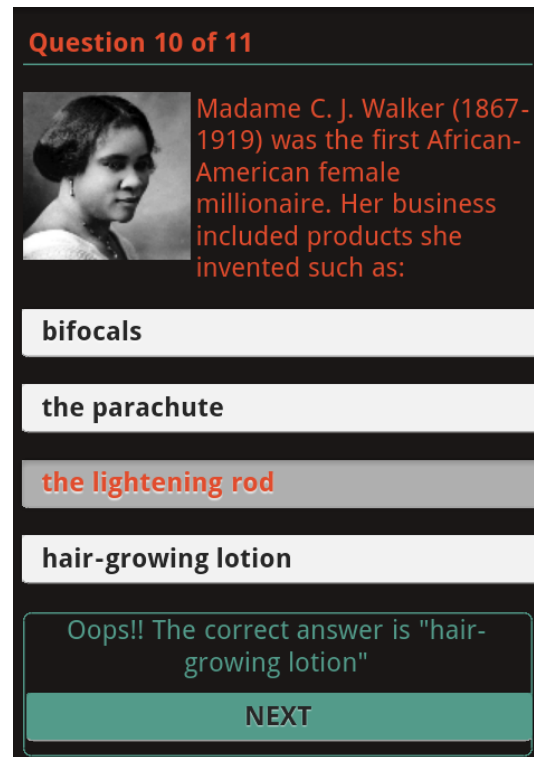 Question 10 of 11
Madame C. J. Walker (1867-
1919) was the first African-
American female
millionaire. Her business
included products she
invented such as:
bifocals
the parachute
the lightening rod
hair-growing lotion
Oops!! The correct answer is "hair-
growing lotion"
NEXT